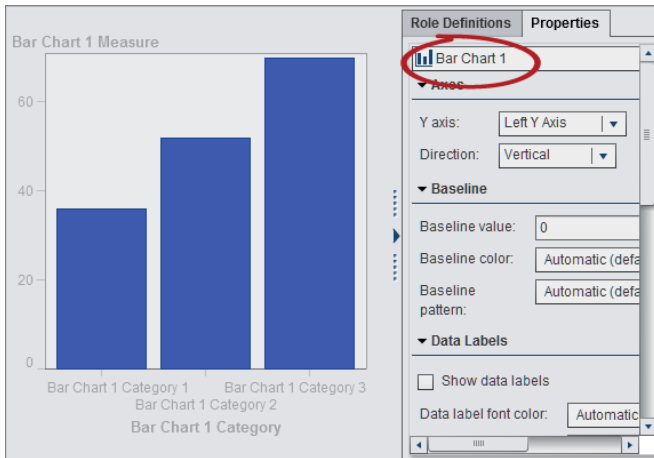 Bar Chart 1 Measure
60
40
20
0
Bar Chart 1 Category 1
Bar Chart 1 Category 2
Bar Chart 1 Category 3
Bar Chart 1 Category
Role Definitions
Properties
Bar Chart 1
Axes
Y axis: Left Y Axis
Direction: Vertical
Baseline
Baseline value: 0
Baseline color: Automatic (defa
Baseline
pattern: Automatic (defa
Data Labels
Show data labels
Data label font color: Automatic